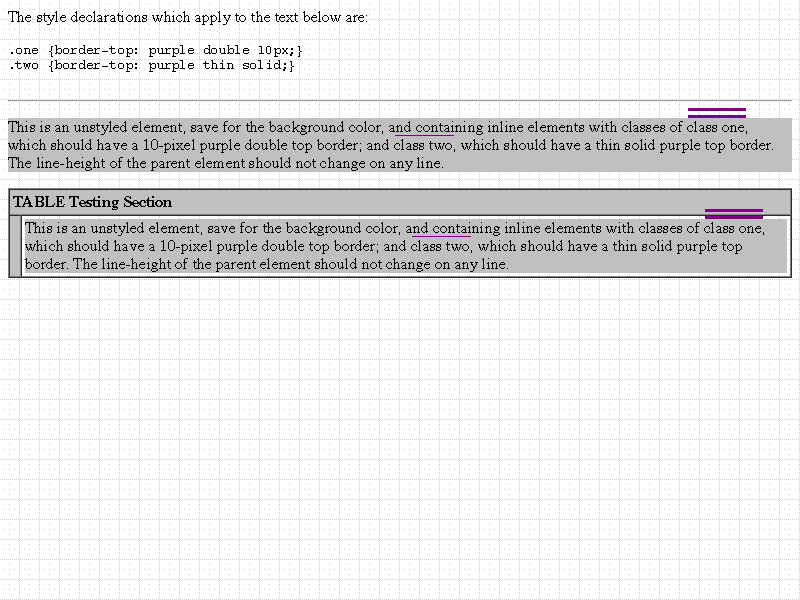 The style declarations which apply to the text below are:
.one {border-top: purple double 10px;}
.two {border-top: purple thin solid;}
This is an unstyled element, save for the background color, and containing inline elements with classes of class one,
which should have a 10-pixel purple double top border; and class two, which should have a thin solid purple top border.
The line-height of the parent element should not change on any line.
TABLE Testing Section
This is an unstyled element, save for the background color, and containing inline elements with classes of class one,
which should have a 10-pixel purple double top border; and class two, which should have a thin solid purple top
border. The line-height of the parent element should not change on any line.